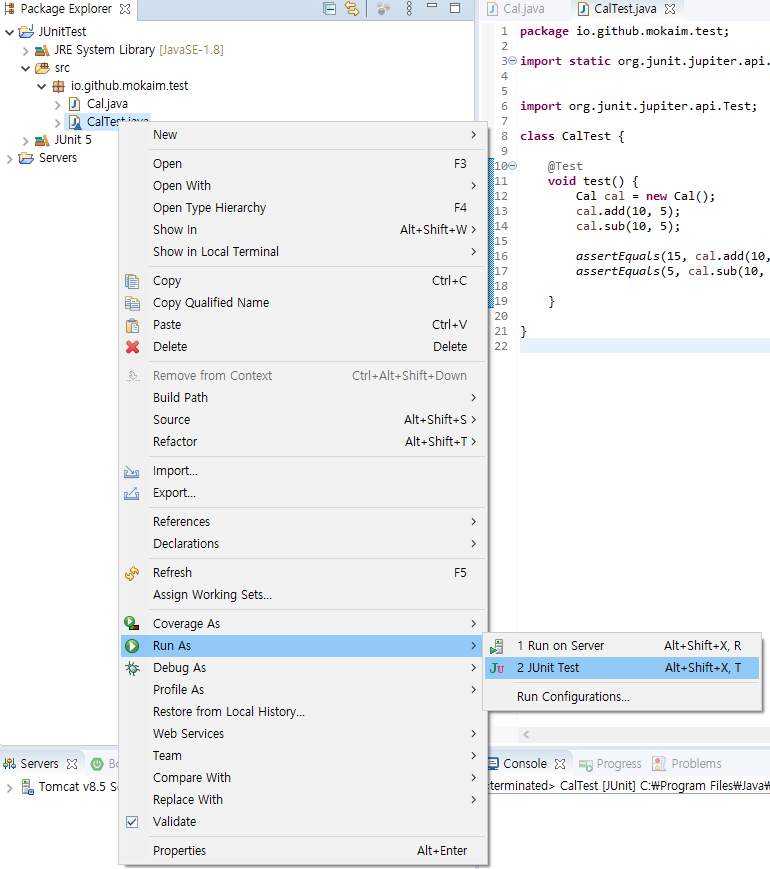 Package Explorer
JUnitTest
JRE System Library [JavaSE-1.8]
src
io.github.mokaim.test
Cal.java
CalTest.java
JUnit 5
Servers
New
Open F3
Open With
Open Type Hierarchy F4
Show In Alt+Shift+W
Show in Local Terminal
Copy Ctrl+C
Copy Qualified Name
Paste Ctrl+V
Delete Delete
Remove from Context Ctrl+Alt+Shift+Down
Build Path
Source Alt+Shift+S
Refactor Alt+Shift+T
Import...
Export...
References
Declarations
Refresh F5
Assign Working Sets...
Coverage As
Run As
Debug As
Profile As
Restore from Local History...
Web Services
Team
Compare With
Replace With
Validate
Properties Alt+Enter
1 Run on Server Alt+Shift+X, R
JU 2 JUnit Test Alt+Shift+X, T
Run Configurations...
Cal.java CalTest.java
1 package io.github.mokaim.test;
2
3 import static org.junit.jupiter.api.
4
5
6 import org.junit.jupiter.api.Test;
7
8 class CalTest {
9
10 @Test
11 void test() {
12 Cal cal = new Cal();
13 cal.add(10, 5);
14 cal.sub(10, 5);
15
16 assertEquals(15, cal.add(10,
17 assertEquals(5, cal.sub(10,
18
19 }
20
21 }
22
Servers
Tomcat v8.5
Console Progress Problems
terminated> CalTest [JUnit] C:₩Program Files₩Java₩